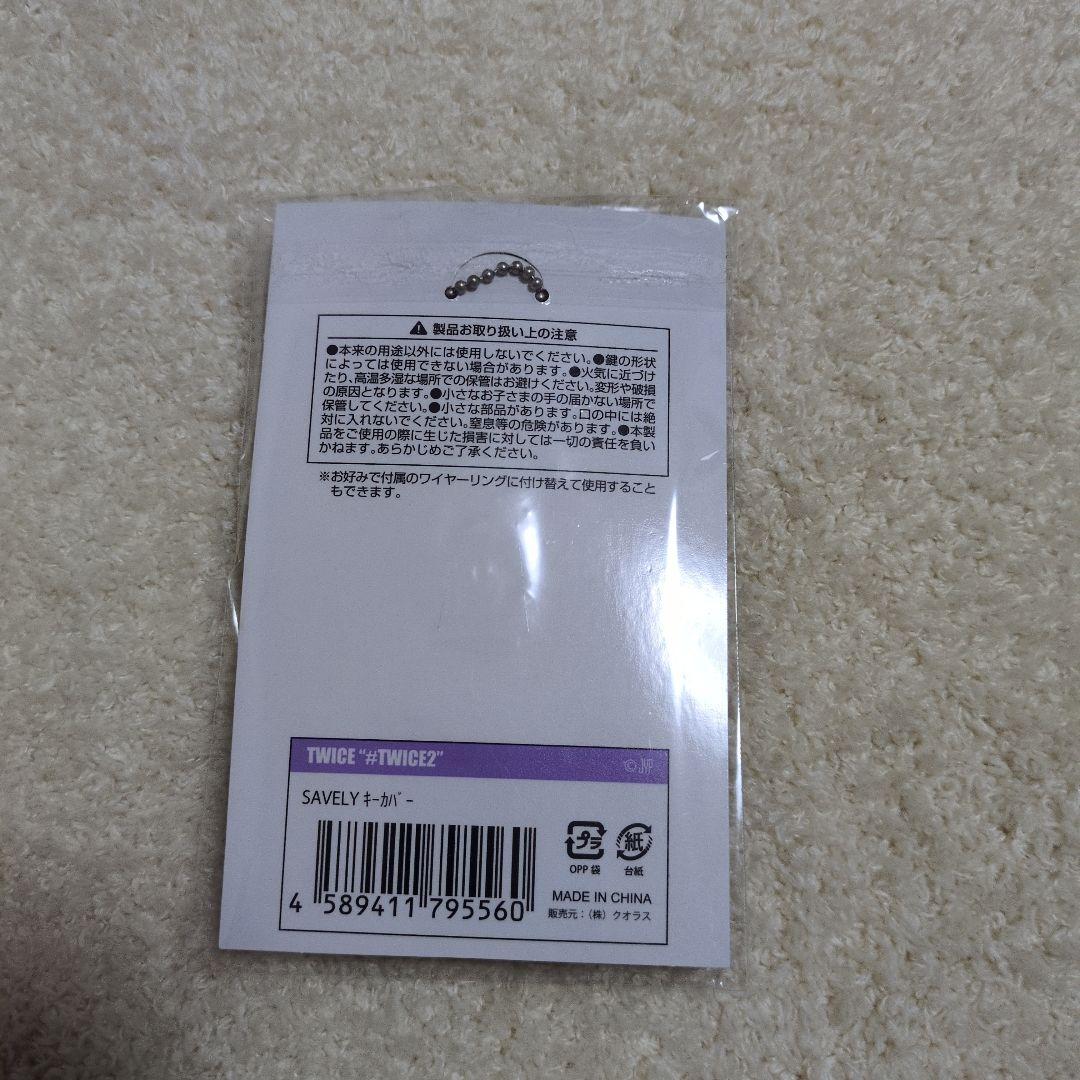 ⚠ 製品お取り扱い上の注意
●本来の用途以外には使用しないでください。●鍵の形状
によっては使用できない場合があります。●火気に近づけ
たり、高温多湿な場所での保管はお避けください。変形や破損
の原因となります。●小さなお子さまの手の届かない場所で
保管してください。●小さな部品があります。口の中には絶
対に入れないでください。窒息等の危険があります。●本製
品をご使用の際に生じた損害に対しては一切の責任を負い
かねます。あらかじめご了承ください。
※お好みで付属のワイヤーリングに付け替えて使用すること
もできます。
TWICE “#TWICE2” ©JYP
SAVELY ｷｰｶﾊﾞｰ
プラ 紙
OPP 袋 台紙
MADE IN CHINA
販売元:(株)クオラス
4 589411 795560